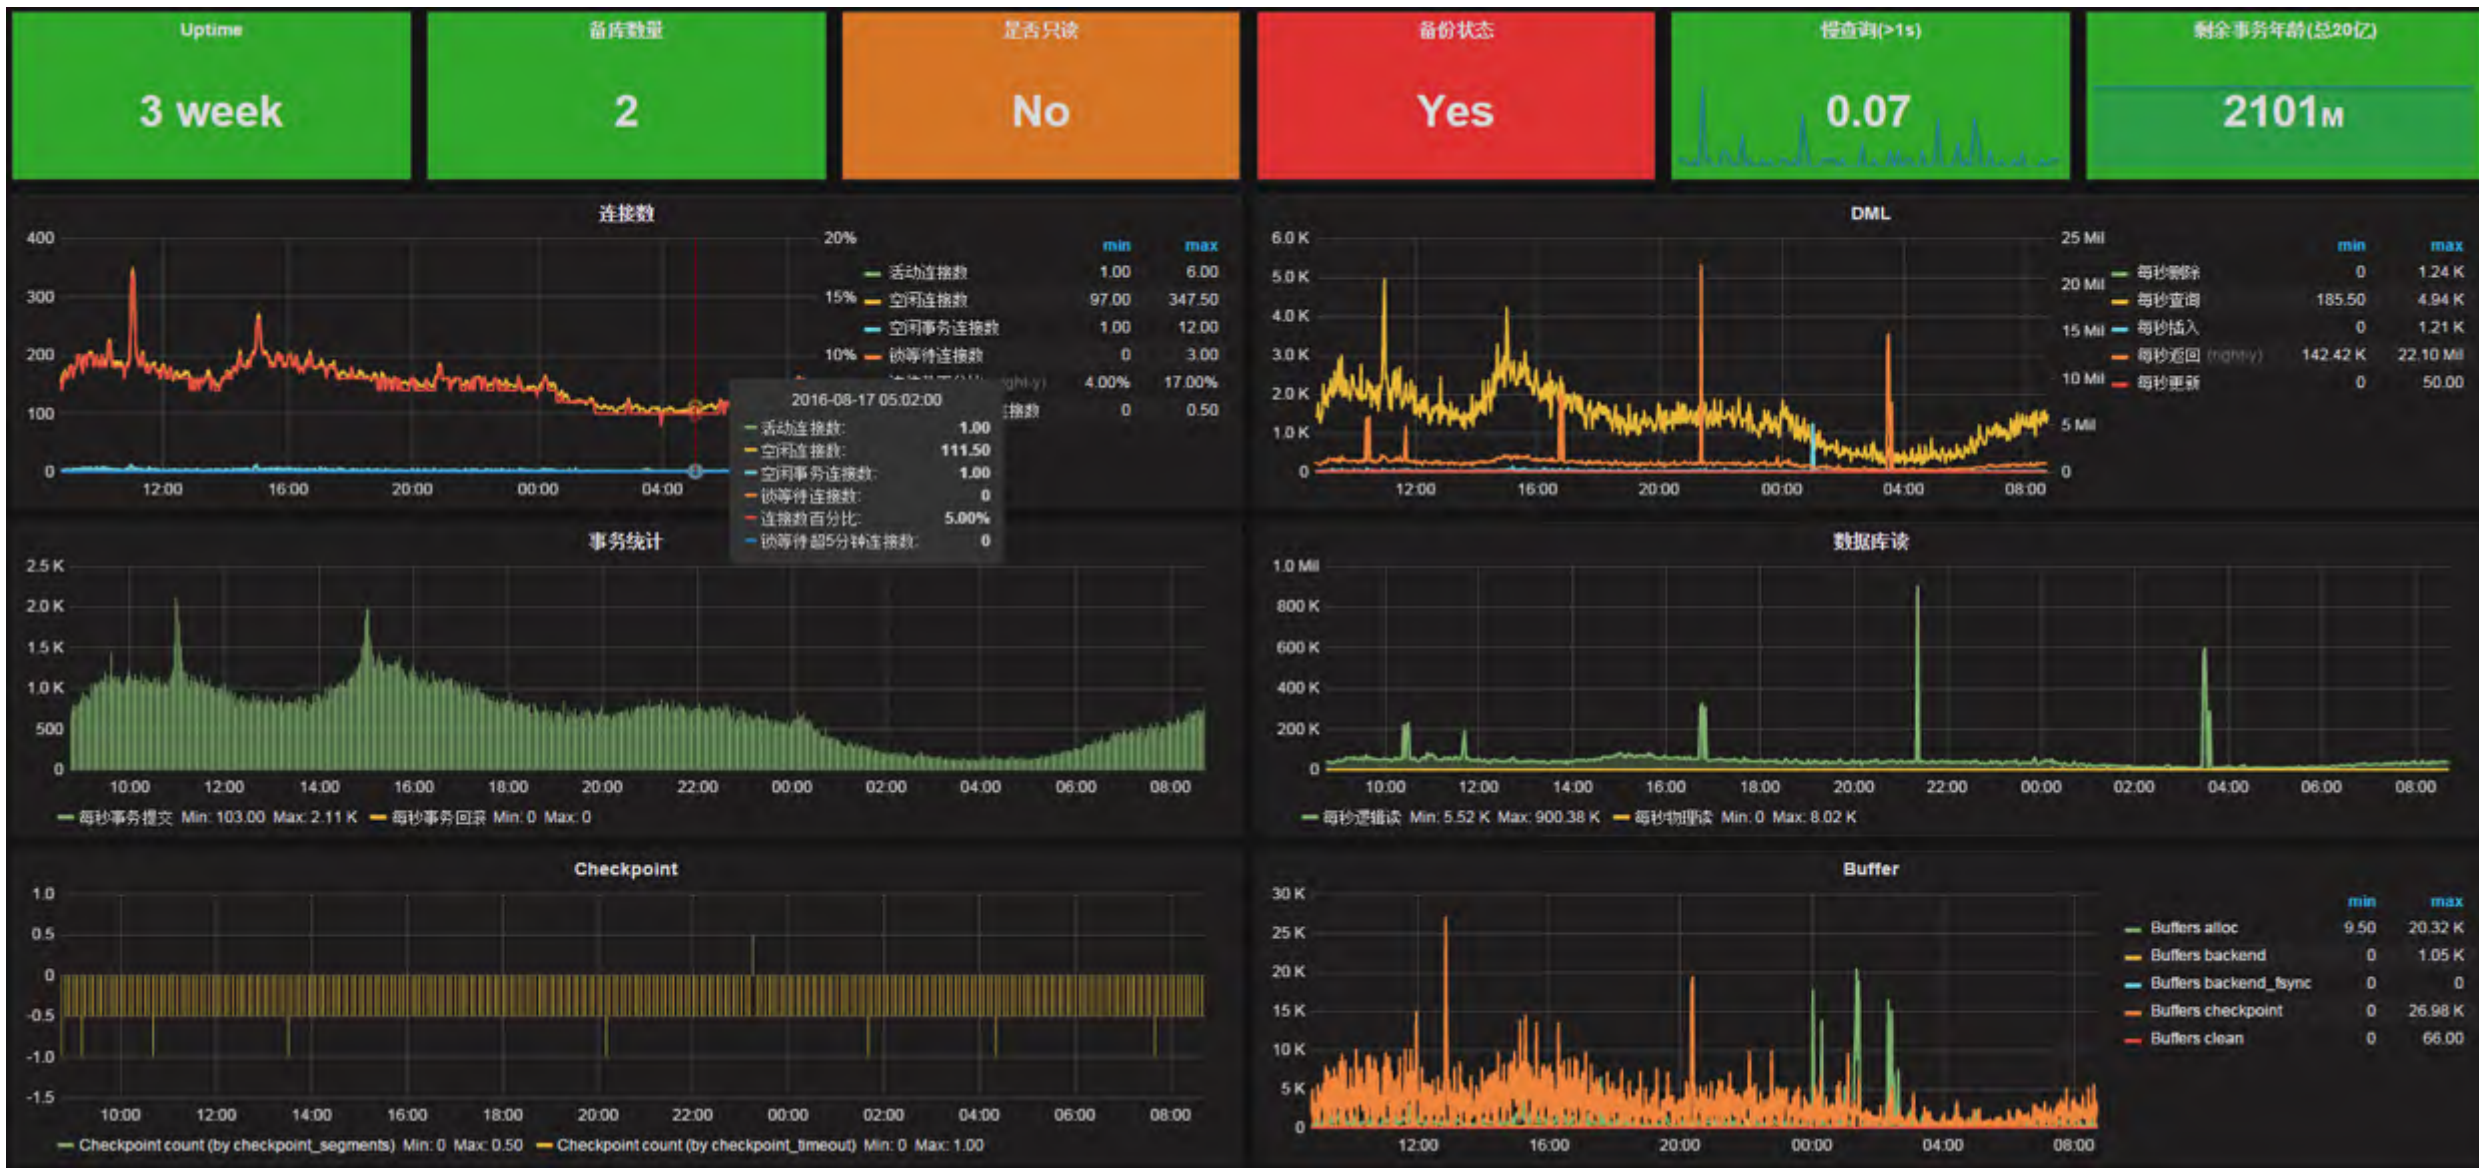 Uptime
3 week
备库数量
2
是否只读
No
备份状态
Yes
慢查询(>1s)
0.07
剩余事务年龄(总20亿)
2101M
连接数
400
300
200
100
0
20%
15%
10%
12:00 16:00 20:00 00:00 04:00
min max
活动连接数 1.00 6.00
空闲连接数 97.00 347.50
空闲事务连接数 1.00 12.00
锁等待连接数 0 3.00
4.00% 17.00%
连接数 0 0.50
2016-08-17 05:02:00
活动连接数: 1.00
空闲连接数: 111.50
空闲事务连接数: 1.00
锁等待连接数: 0
连接数百分比: 5.00%
锁等待超5分钟连接数: 0
DML
6.0 K
5.0 K
4.0 K
3.0 K
2.0 K
1.0 K
0
25 Mil
20 Mil
15 Mil
10 Mil
5 Mil
0
12:00 16:00 20:00 00:00 04:00 08:00
min max
每秒删除 0 1.24 K
每秒查询 185.50 4.94 K
每秒插入 0 1.21 K
每秒返回 (right-y) 142.42 K 22.10 Mil
每秒更新 0 50.00
事务统计
2.5 K
2.0 K
1.5 K
1.0 K
500
0
10:00 12:00 14:00 16:00 18:00 20:00 22:00 00:00 02:00 04:00 06:00 08:00
每秒事务提交 Min: 103.00 Max: 2.11 K 每秒事务回滚 Min: 0 Max: 0
数据库读
1.0 Mil
800 K
600 K
400 K
200 K
0
10:00 12:00 14:00 16:00 18:00 20:00 22:00 00:00 02:00 04:00 06:00 08:00
每秒逻辑读 Min: 5.52 K Max: 900.38 K 每秒物理读 Min: 0 Max: 8.02 K
Checkpoint
1.0
0.5
0
-0.5
-1.0
-1.5
10:00 12:00 14:00 16:00 18:00 20:00 22:00 00:00 02:00 04:00 06:00 08:00
Checkpoint count (by checkpoint_segments) Min: 0 Max: 0.50 Checkpoint count (by checkpoint_timeout) Min: 0 Max: 1.00
Buffer
30 K
25 K
20 K
15 K
10 K
5 K
0
12:00 16:00 20:00 00:00 04:00 08:00
min max
Buffers alloc 9.50 20.32 K
Buffers backend 0 1.05 K
Buffers backend_fsync 0 0
Buffers checkpoint 0 26.98 K
Buffers clean 0 66.00